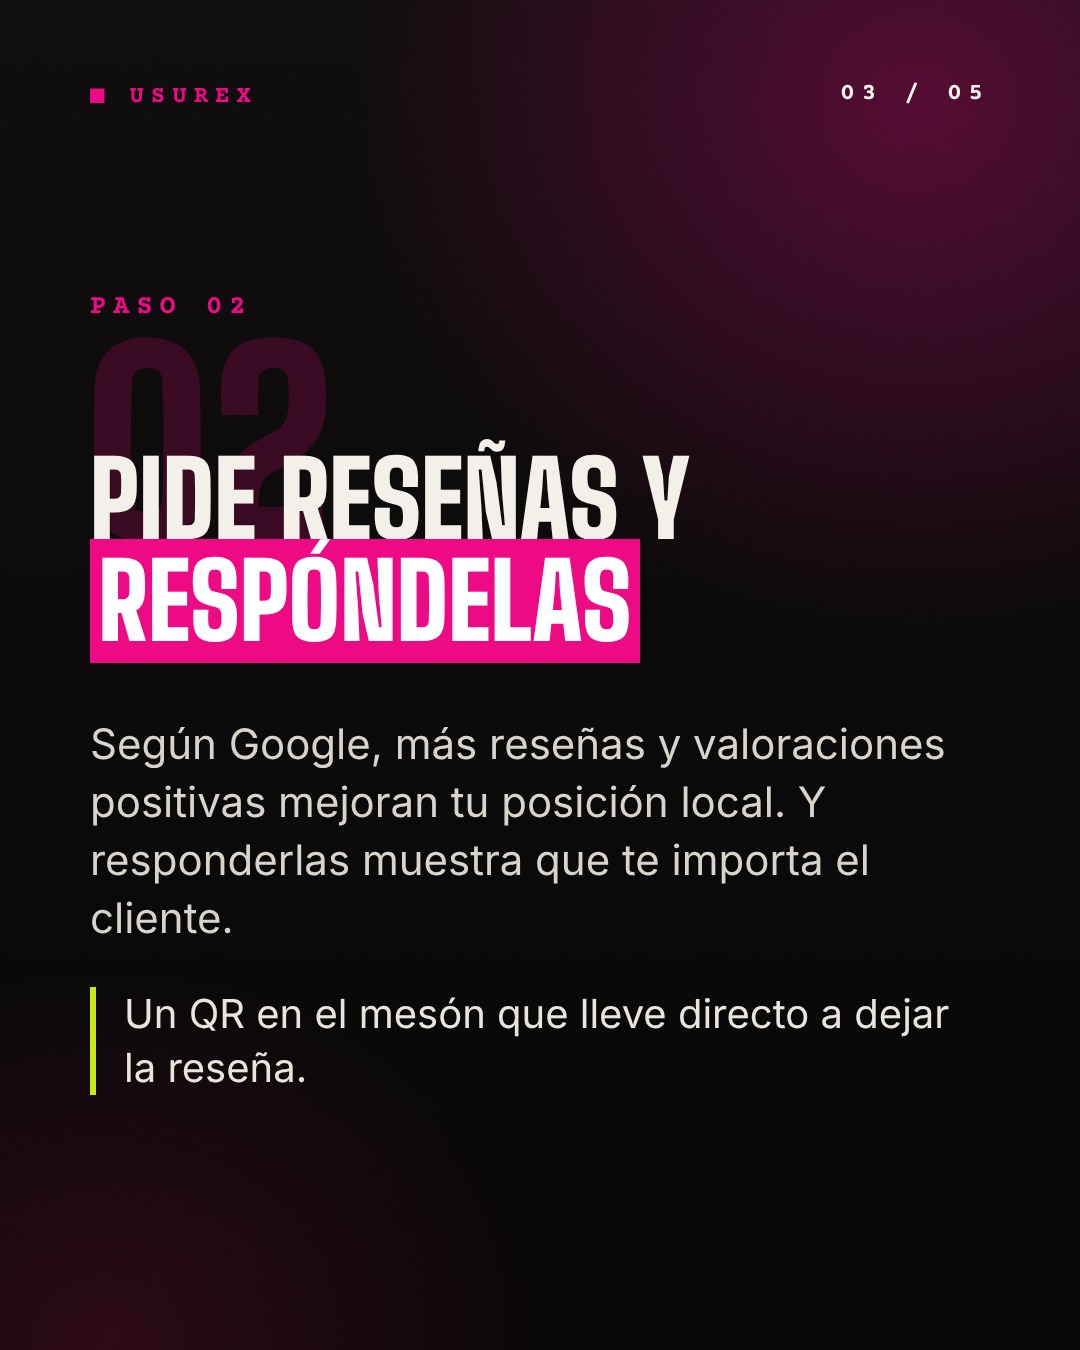 USUREX
03 / 05
PASO 02
02
PIDE RESEÑAS Y
RESPÓNDELAS
Según Google, más reseñas y valoraciones
positivas mejoran tu posición local. Y
responderlas muestra que te importa el
cliente.
Un QR en el mesón que lleve directo a dejar
la reseña.